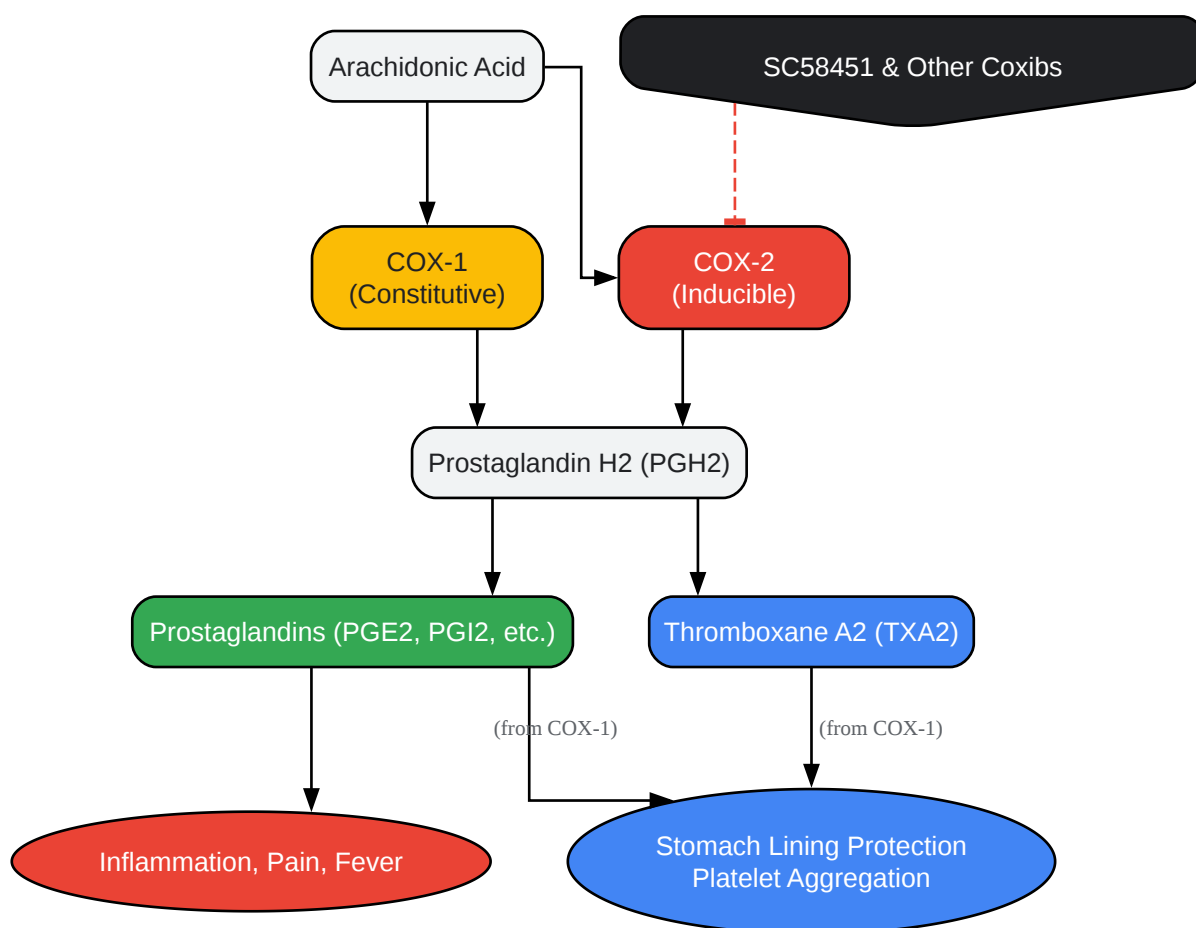 Arachidonic Acid
SC58451 & Other Coxibs
COX-1
(Constitutive)
COX-2
(Inducible)
Prostaglandin H2 (PGH2)
Prostaglandins (PGE2, PGI2, etc.)
Thromboxane A2 (TXA2)
(from COX-1)
(from COX-1)
Inflammation, Pain, Fever
Stomach Lining Protection
Platelet Aggregation